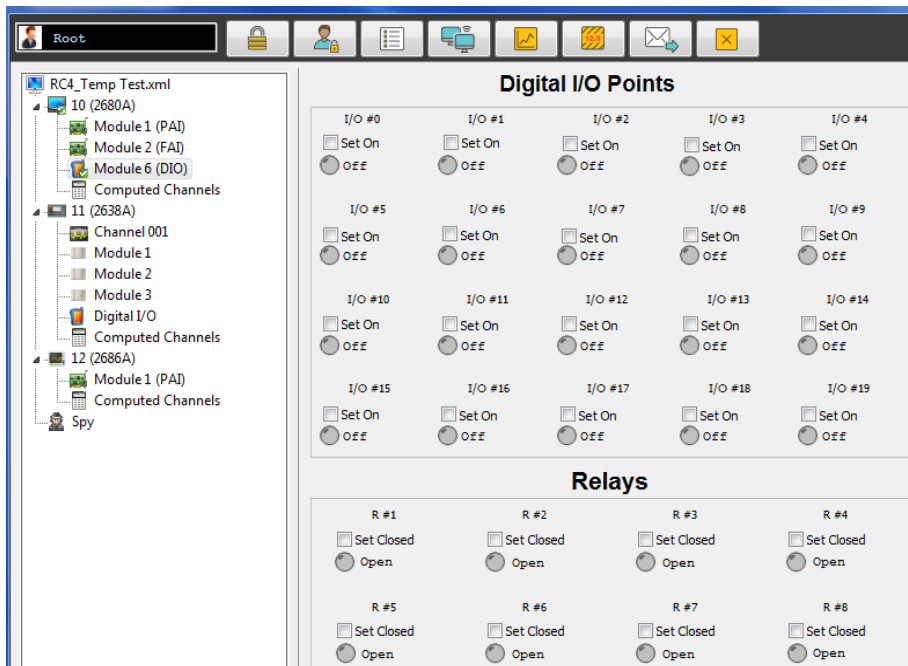 Root
12.3
RC4_Temp Test.xml
10 (2680A)
Module 1 (PAI)
Module 2 (FAI)
Module 6 (DIO)
Computed Channels
11 (2638A)
Channel 001
Module 1
Module 2
Module 3
Digital I/O
Computed Channels
12 (2686A)
Module 1 (PAI)
Computed Channels
Spy
Digital I/O Points
I/O #0 I/O #1 I/O #2 I/O #3 I/O #4
Set On Set On Set On Set On Set On
Off Off Off Off Off
I/O #5 I/O #6 I/O #7 I/O #8 I/O #9
Set On Set On Set On Set On Set On
Off Off Off Off Off
I/O #10 I/O #11 I/O #12 I/O #13 I/O #14
Set On Set On Set On Set On Set On
Off Off Off Off Off
I/O #15 I/O #16 I/O #17 I/O #18 I/O #19
Set On Set On Set On Set On Set On
Off Off Off Off Off
Relays
R #1 R #2 R #3 R #4
Set Closed Set Closed Set Closed Set Closed
Open Open Open Open
R #5 R #6 R #7 R #8
Set Closed Set Closed Set Closed Set Closed
Open Open Open Open